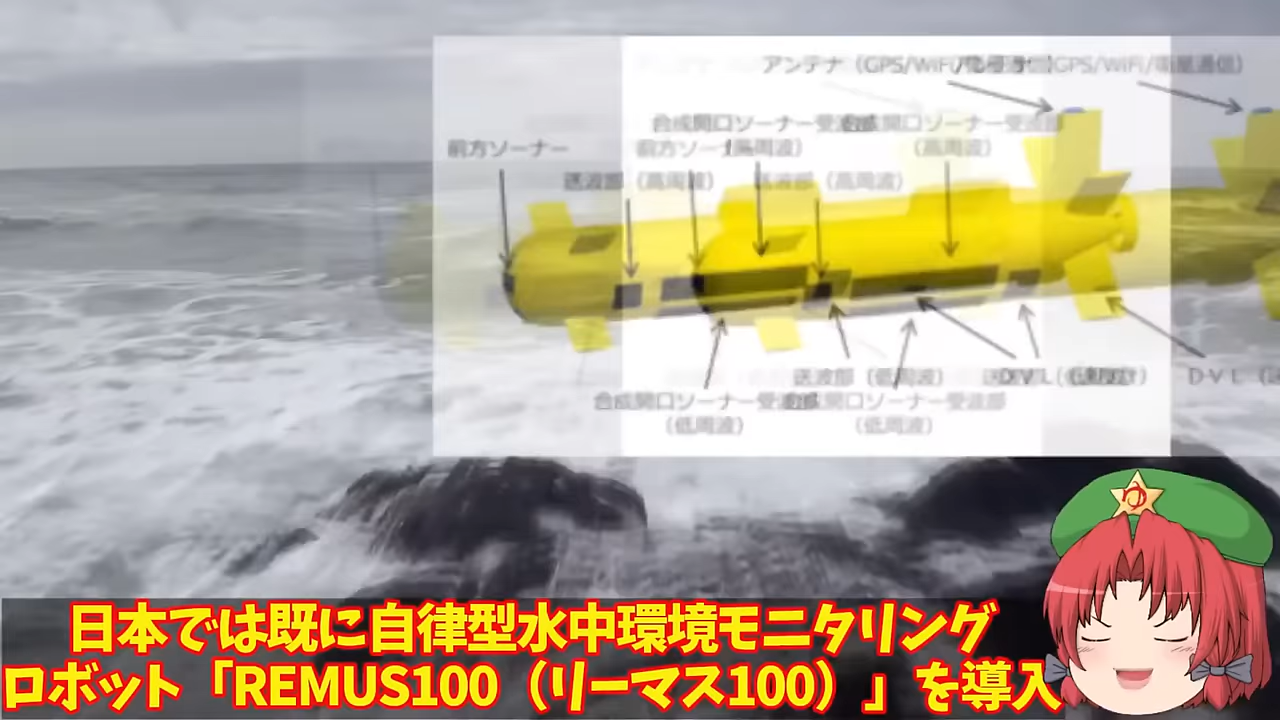 アンテナ（GPS/WiFi/衛星通信）
合成開口ソーナー受波部
（高周波）
前方ソーナー
送波部（高周波）
送波部（低周波）
合成開口ソーナー受波部
（低周波）
DVL
日本では既に自律型水中環境モニタリング
ロボット「REMUS100（リーマス100）」を導入